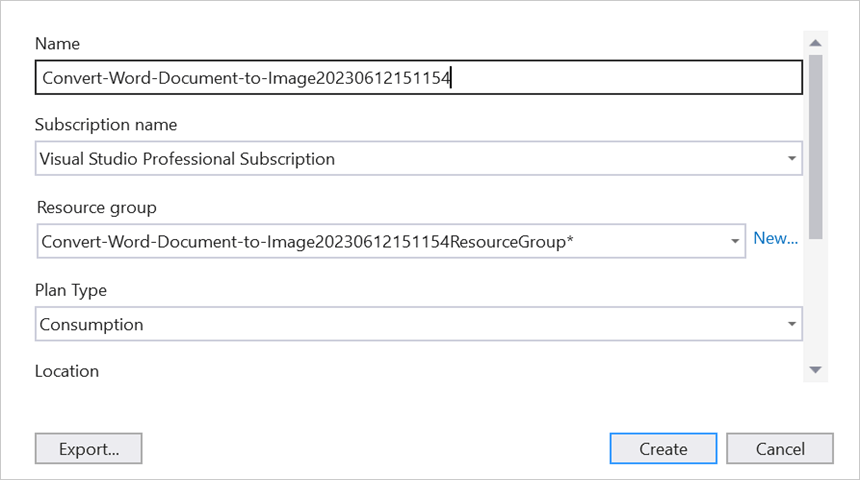 Name
Convert-Word-Document-to-Image20230612151154
Subscription name
Visual Studio Professional Subscription
Resource group
Convert-Word-Document-to-Image20230612151154ResourceGroup*
New...
Plan Type
Consumption
Location
Export...
Create
Cancel